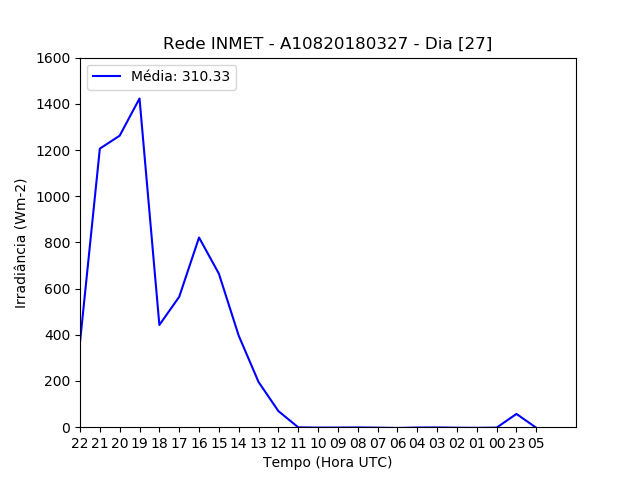 Rede INMET - A10820180327 - Dia [27]
Média: 310.33
Irradiância (Wm-2)
1600
1400
1200
1000
800
600
400
200
0
22 21 20 19 18 17 16 15 14 13 12 11 10 09 08 07 06 04 03 02 01 00 23 05
Tempo (Hora UTC)